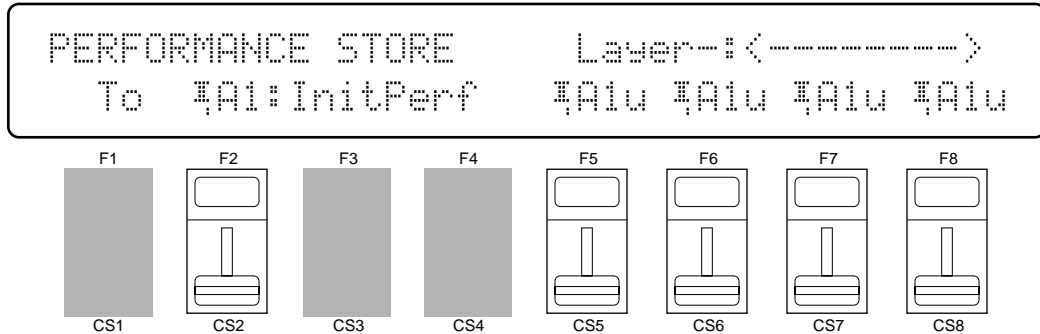 PERFORMANCE STORE Layer-:<-------->
To A1:InitPerf A1u A1u A1u A1u
F1 F2 F3 F4 F5 F6 F7 F8
CS1 CS2 CS3 CS4 CS5 CS6 CS7 CS8